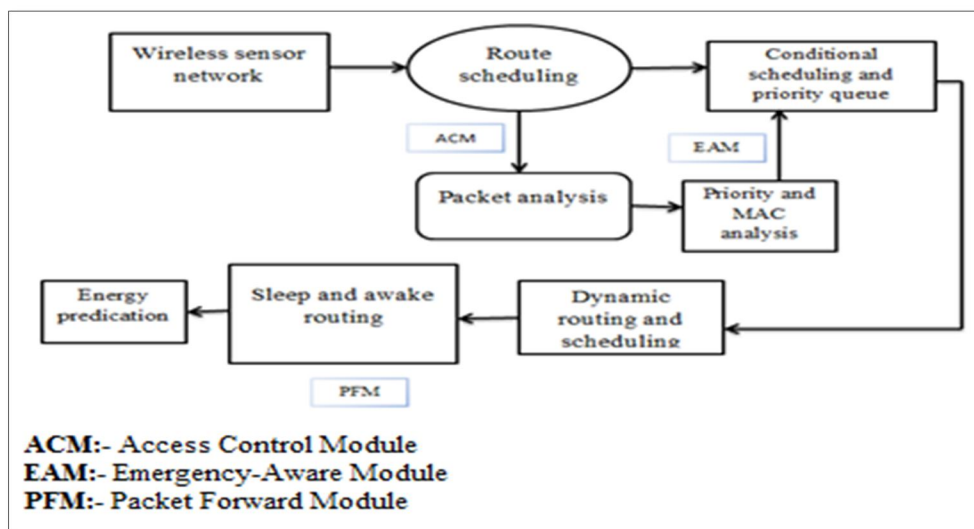 Wireless sensor
network
Route
scheduling
Conditional
scheduling and
priority queue
ACM
EAM
Packet analysis
Priority and
MAC
analysis
Energy
predication
Sleep and awake
routing
Dynamic
routing and
scheduling
PFM
ACM:- Access Control Module
EAM:- Emergency-Aware Module
PFM:- Packet Forward Module